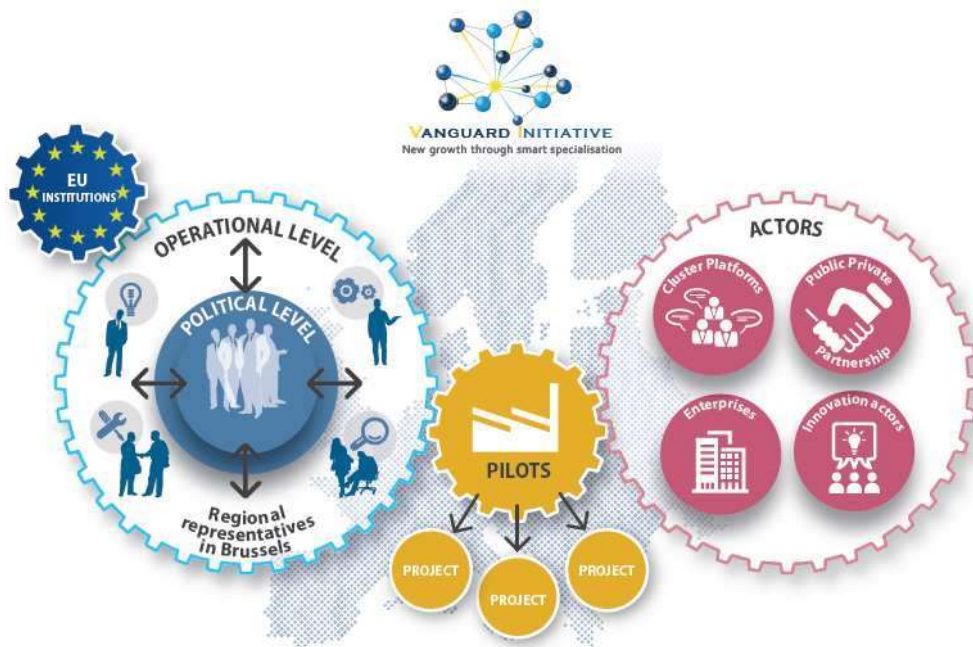 VANGUARD INITIATIVE
New growth through smart specialisation
EU
INSTITUTIONS
OPERATIONAL LEVEL
POLITICAL LEVEL
Regional
representatives
in Brussels
PILOTS
PROJECT
PROJECT
PROJECT
ACTORS
Cluster Platforms
Public Private
Partnership
Enterprises
Innovation actors